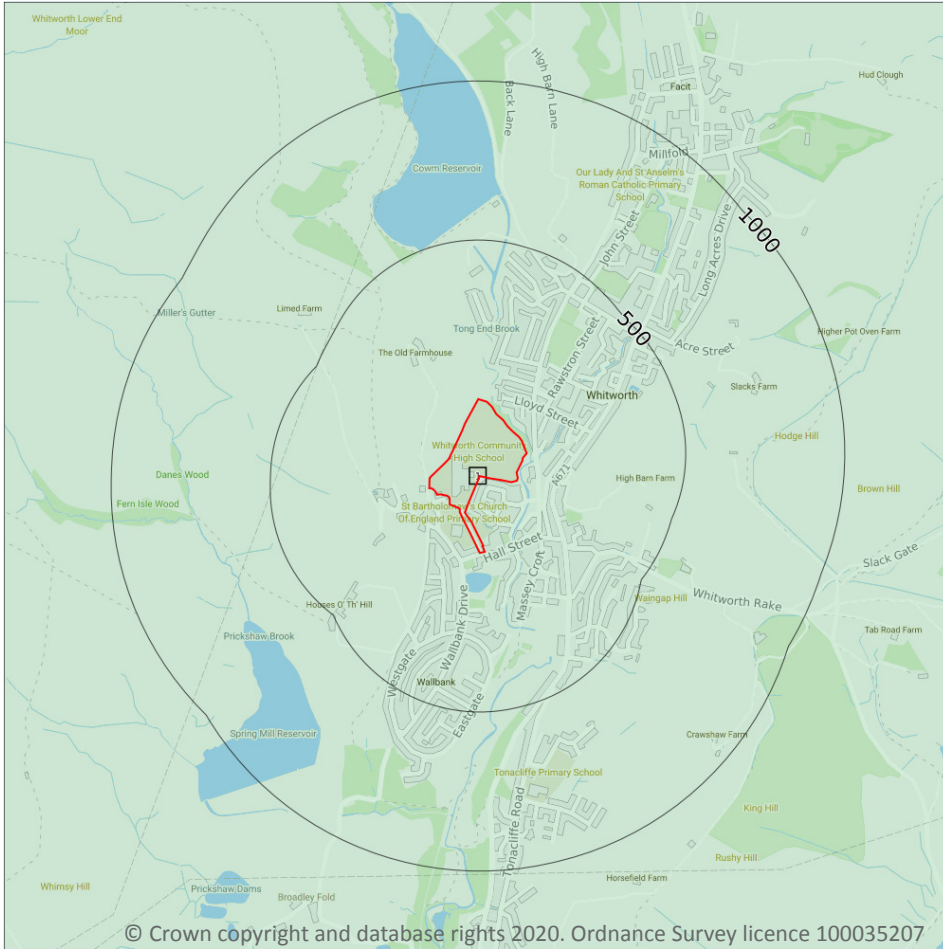 Whitworth Lower End
Moor
Back Lane
High Barn Lane
Facit
Hud Clough
Millfold
Cowm Reservoir
Our Lady And St Anselm's
Roman Catholic Primary
School
John Street
Long Acres Drive
1000
Miller's Gutter
Limed Farm
Tong End Brook
500
Higher Pot Oven Farm
The Old Farmhouse
Rawstron Street
Acre Street
Slacks Farm
Whitworth
Lloyd Street
Whitworth Community
High School
Hodge Hill
Danes Wood
1
A671
High Barn Farm
Brown Hill
Fern Isle Wood
St Bartholomew's Church
Of England Primary School
Hall Street
Slack Gate
Massey Croft
Houses O' Th' Hill
Wallbank Drive
Waingap Hill
Whitworth Rake
Prickshaw Brook
Tab Road Farm
Westgate
Wallbank
Eastgate
Spring Mill Reservoir
Crawshaw Farm
Tonacliffe Primary School
Tonacliffe Road
King Hill
Rushy Hill
Whimsy Hill
Prickshaw Dams
Broadley Fold
Horsefield Farm
© Crown copyright and database rights 2020. Ordnance Survey licence 100035207